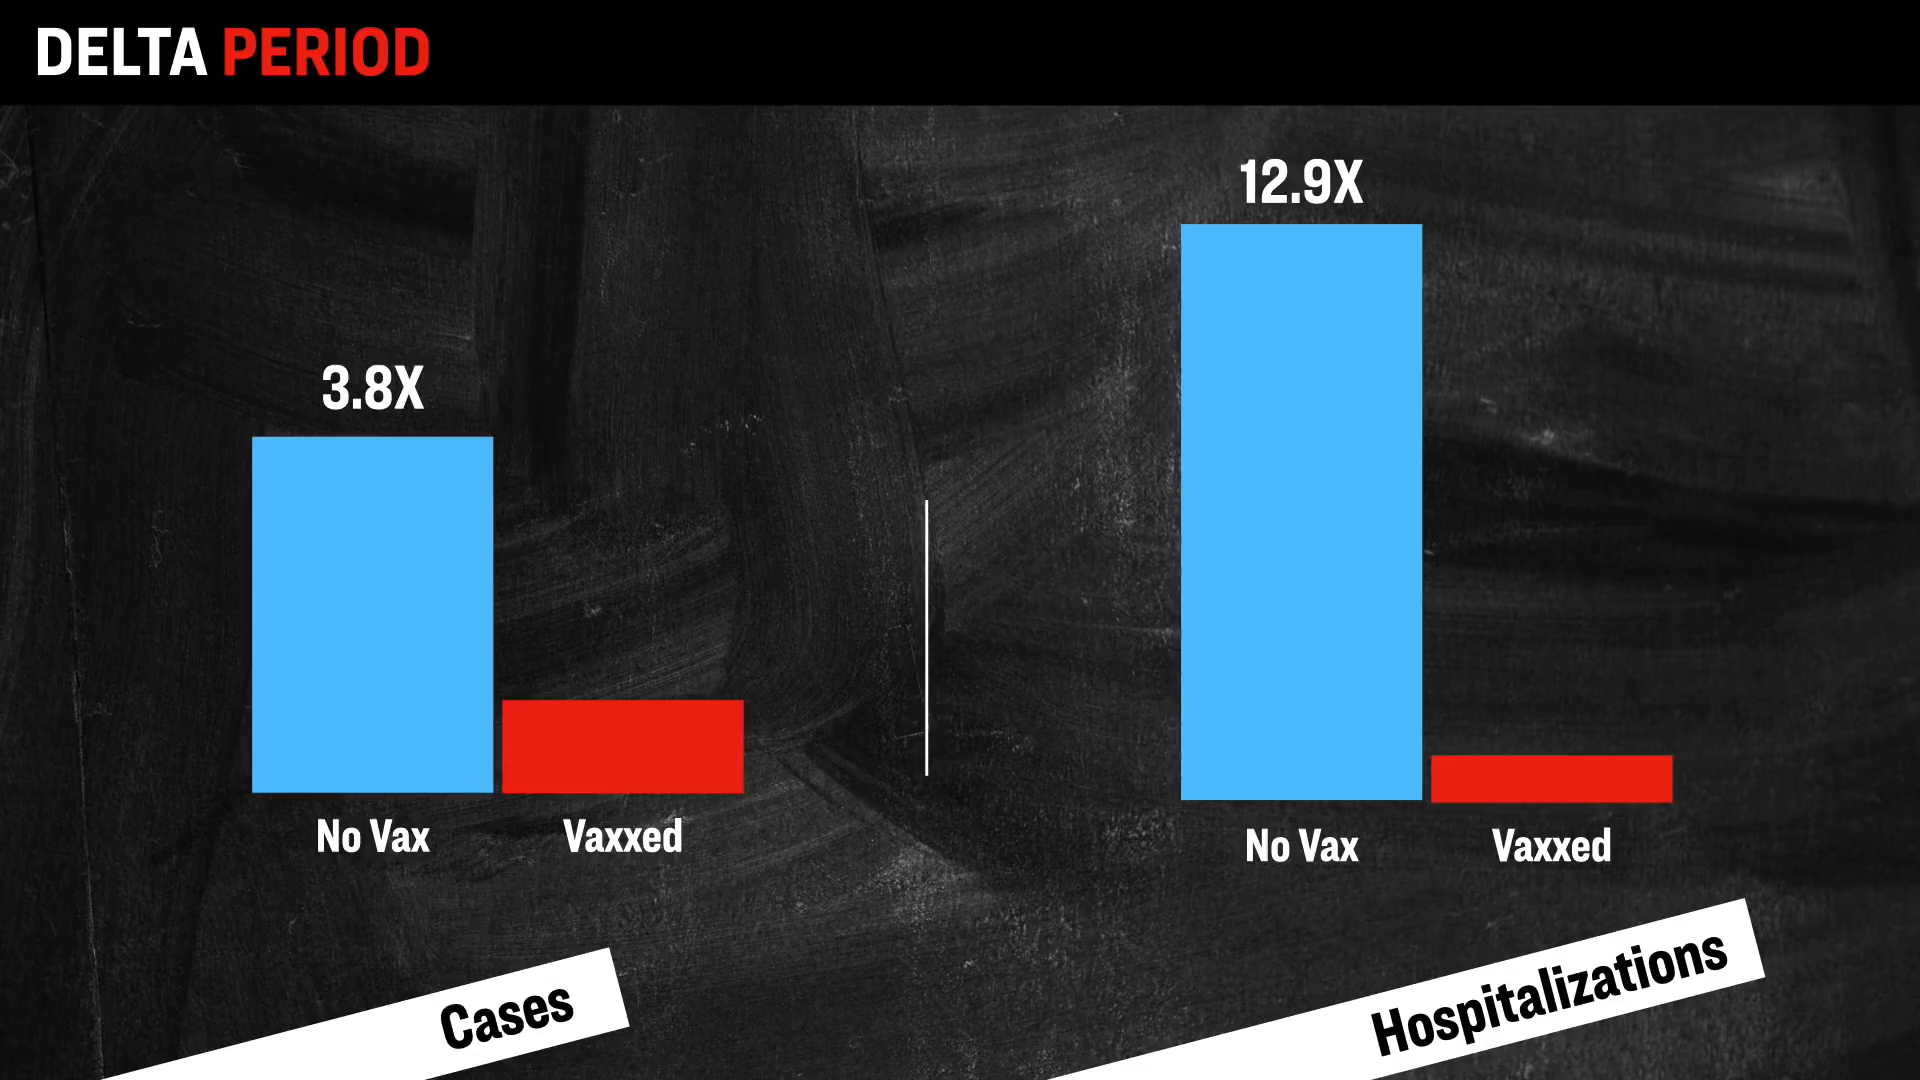 DELTA PERIOD
3.8X
No Vax
Vaxxed
Cases
12.9X
No Vax
Vaxxed
Hospitalizations